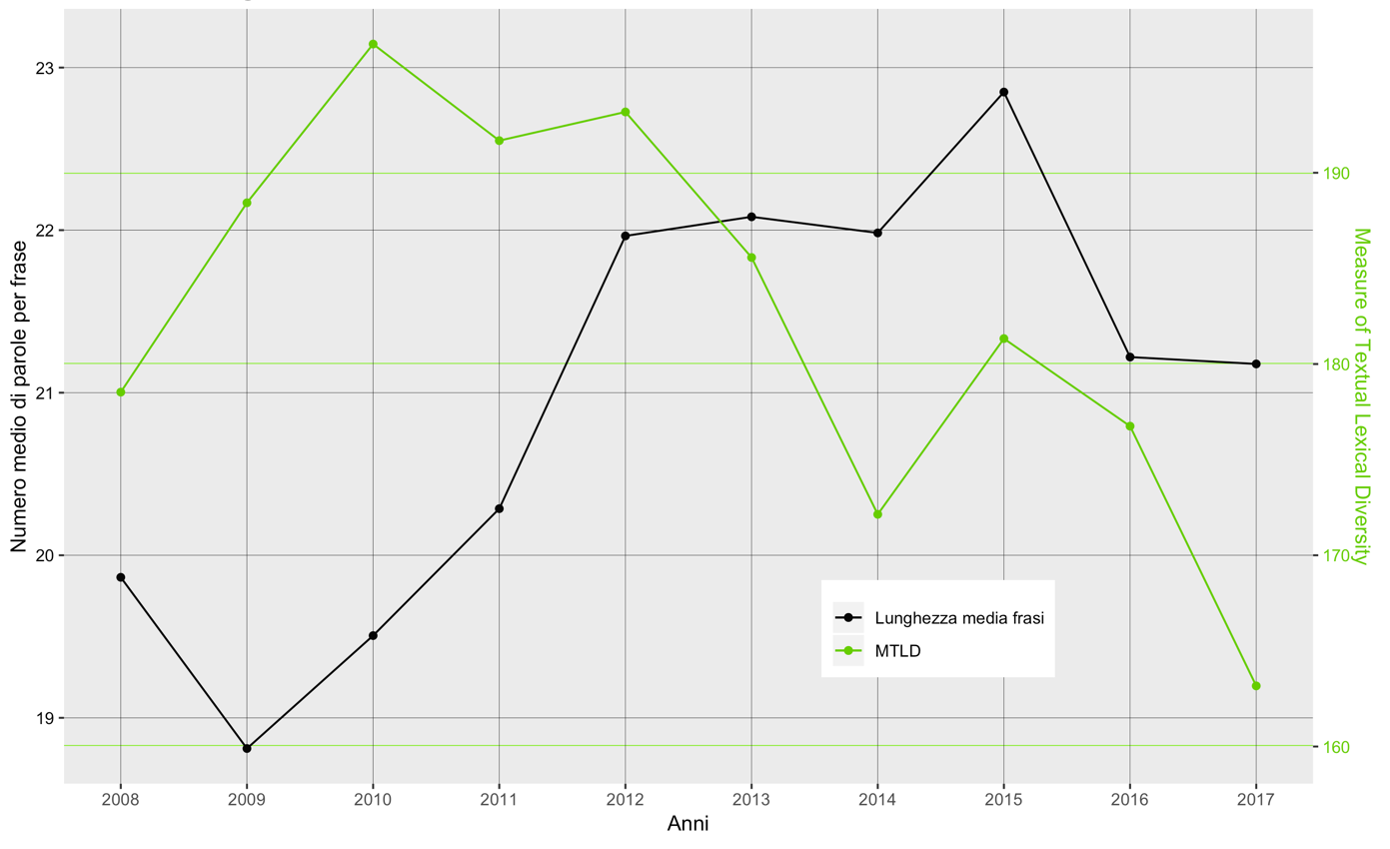 23
22
21
20
19
Numero medio di parole per frase
190
180
170
160
Measure of Textual Lexical Diversity
Lunghezza media frasi
MTLD
2008 2009 2010 2011 2012 2013 2014 2015 2016 2017
Anni